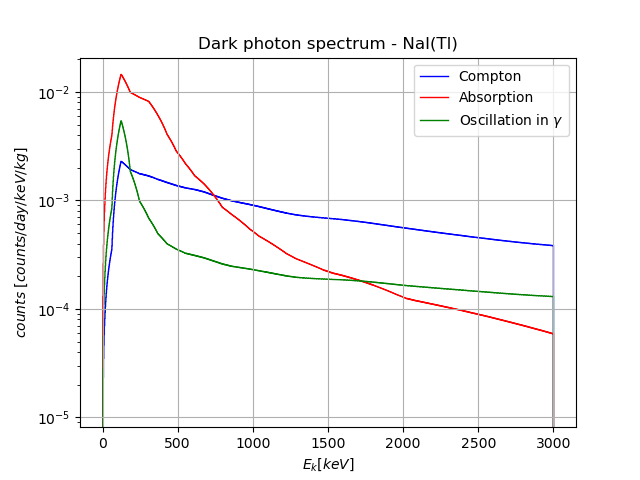 Dark photon spectrum - NaI(Tl)
Compton
Absorption
Oscillation in γ
10⁻²
10⁻³
10⁻⁴
10⁻⁵
counts [counts/day/keV/kg]
0 500 1000 1500 2000 2500 3000
E_k[keV]